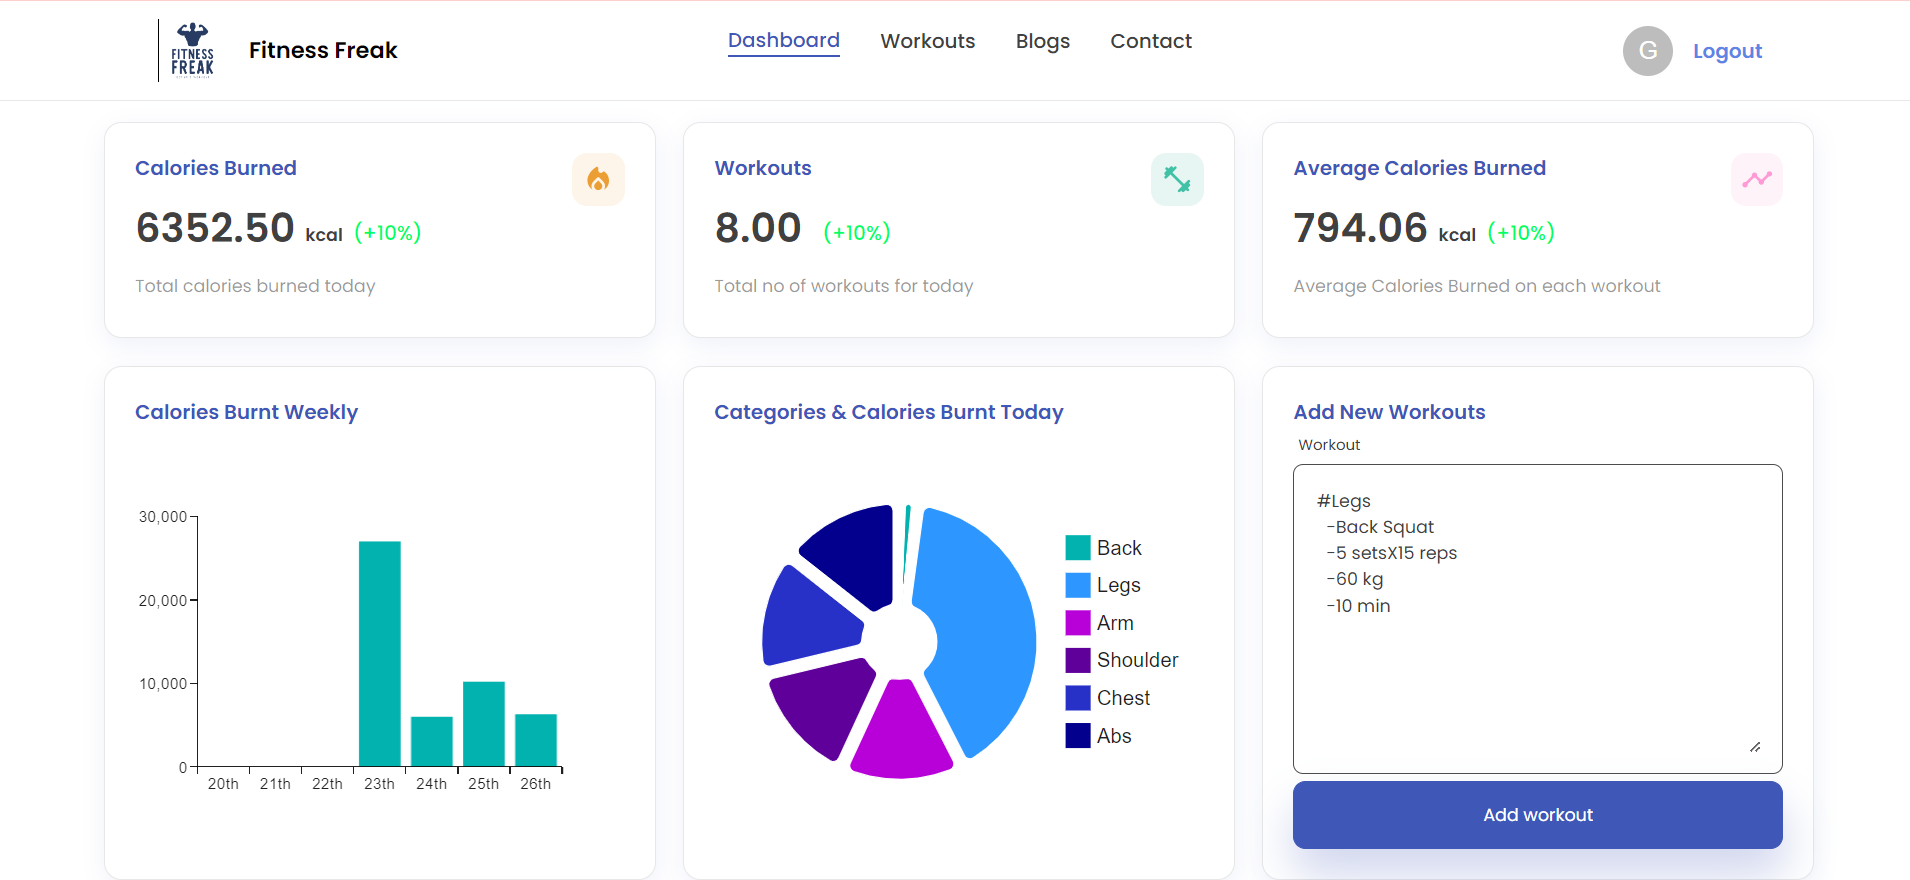 FITNESS
FREAK
Fitness Freak
Dashboard
Workouts
Blogs
Contact
G
Logout
Calories Burned
6352.50 kcal (+10%)
Total calories burned today
Workouts
8.00 (+10%)
Total no of workouts for today
Average Calories Burned
794.06 kcal (+10%)
Average Calories Burned on each workout
Calories Burnt Weekly
30,000
20,000
10,000
0
20th 21th 22th 23th 24th 25th 26th
Categories & Calories Burnt Today
Back
Legs
Arm
Shoulder
Chest
Abs
Add New Workouts
Workout
#Legs
-Back Squat
-5 setsX15 reps
-60 kg
-10 min
Add workout